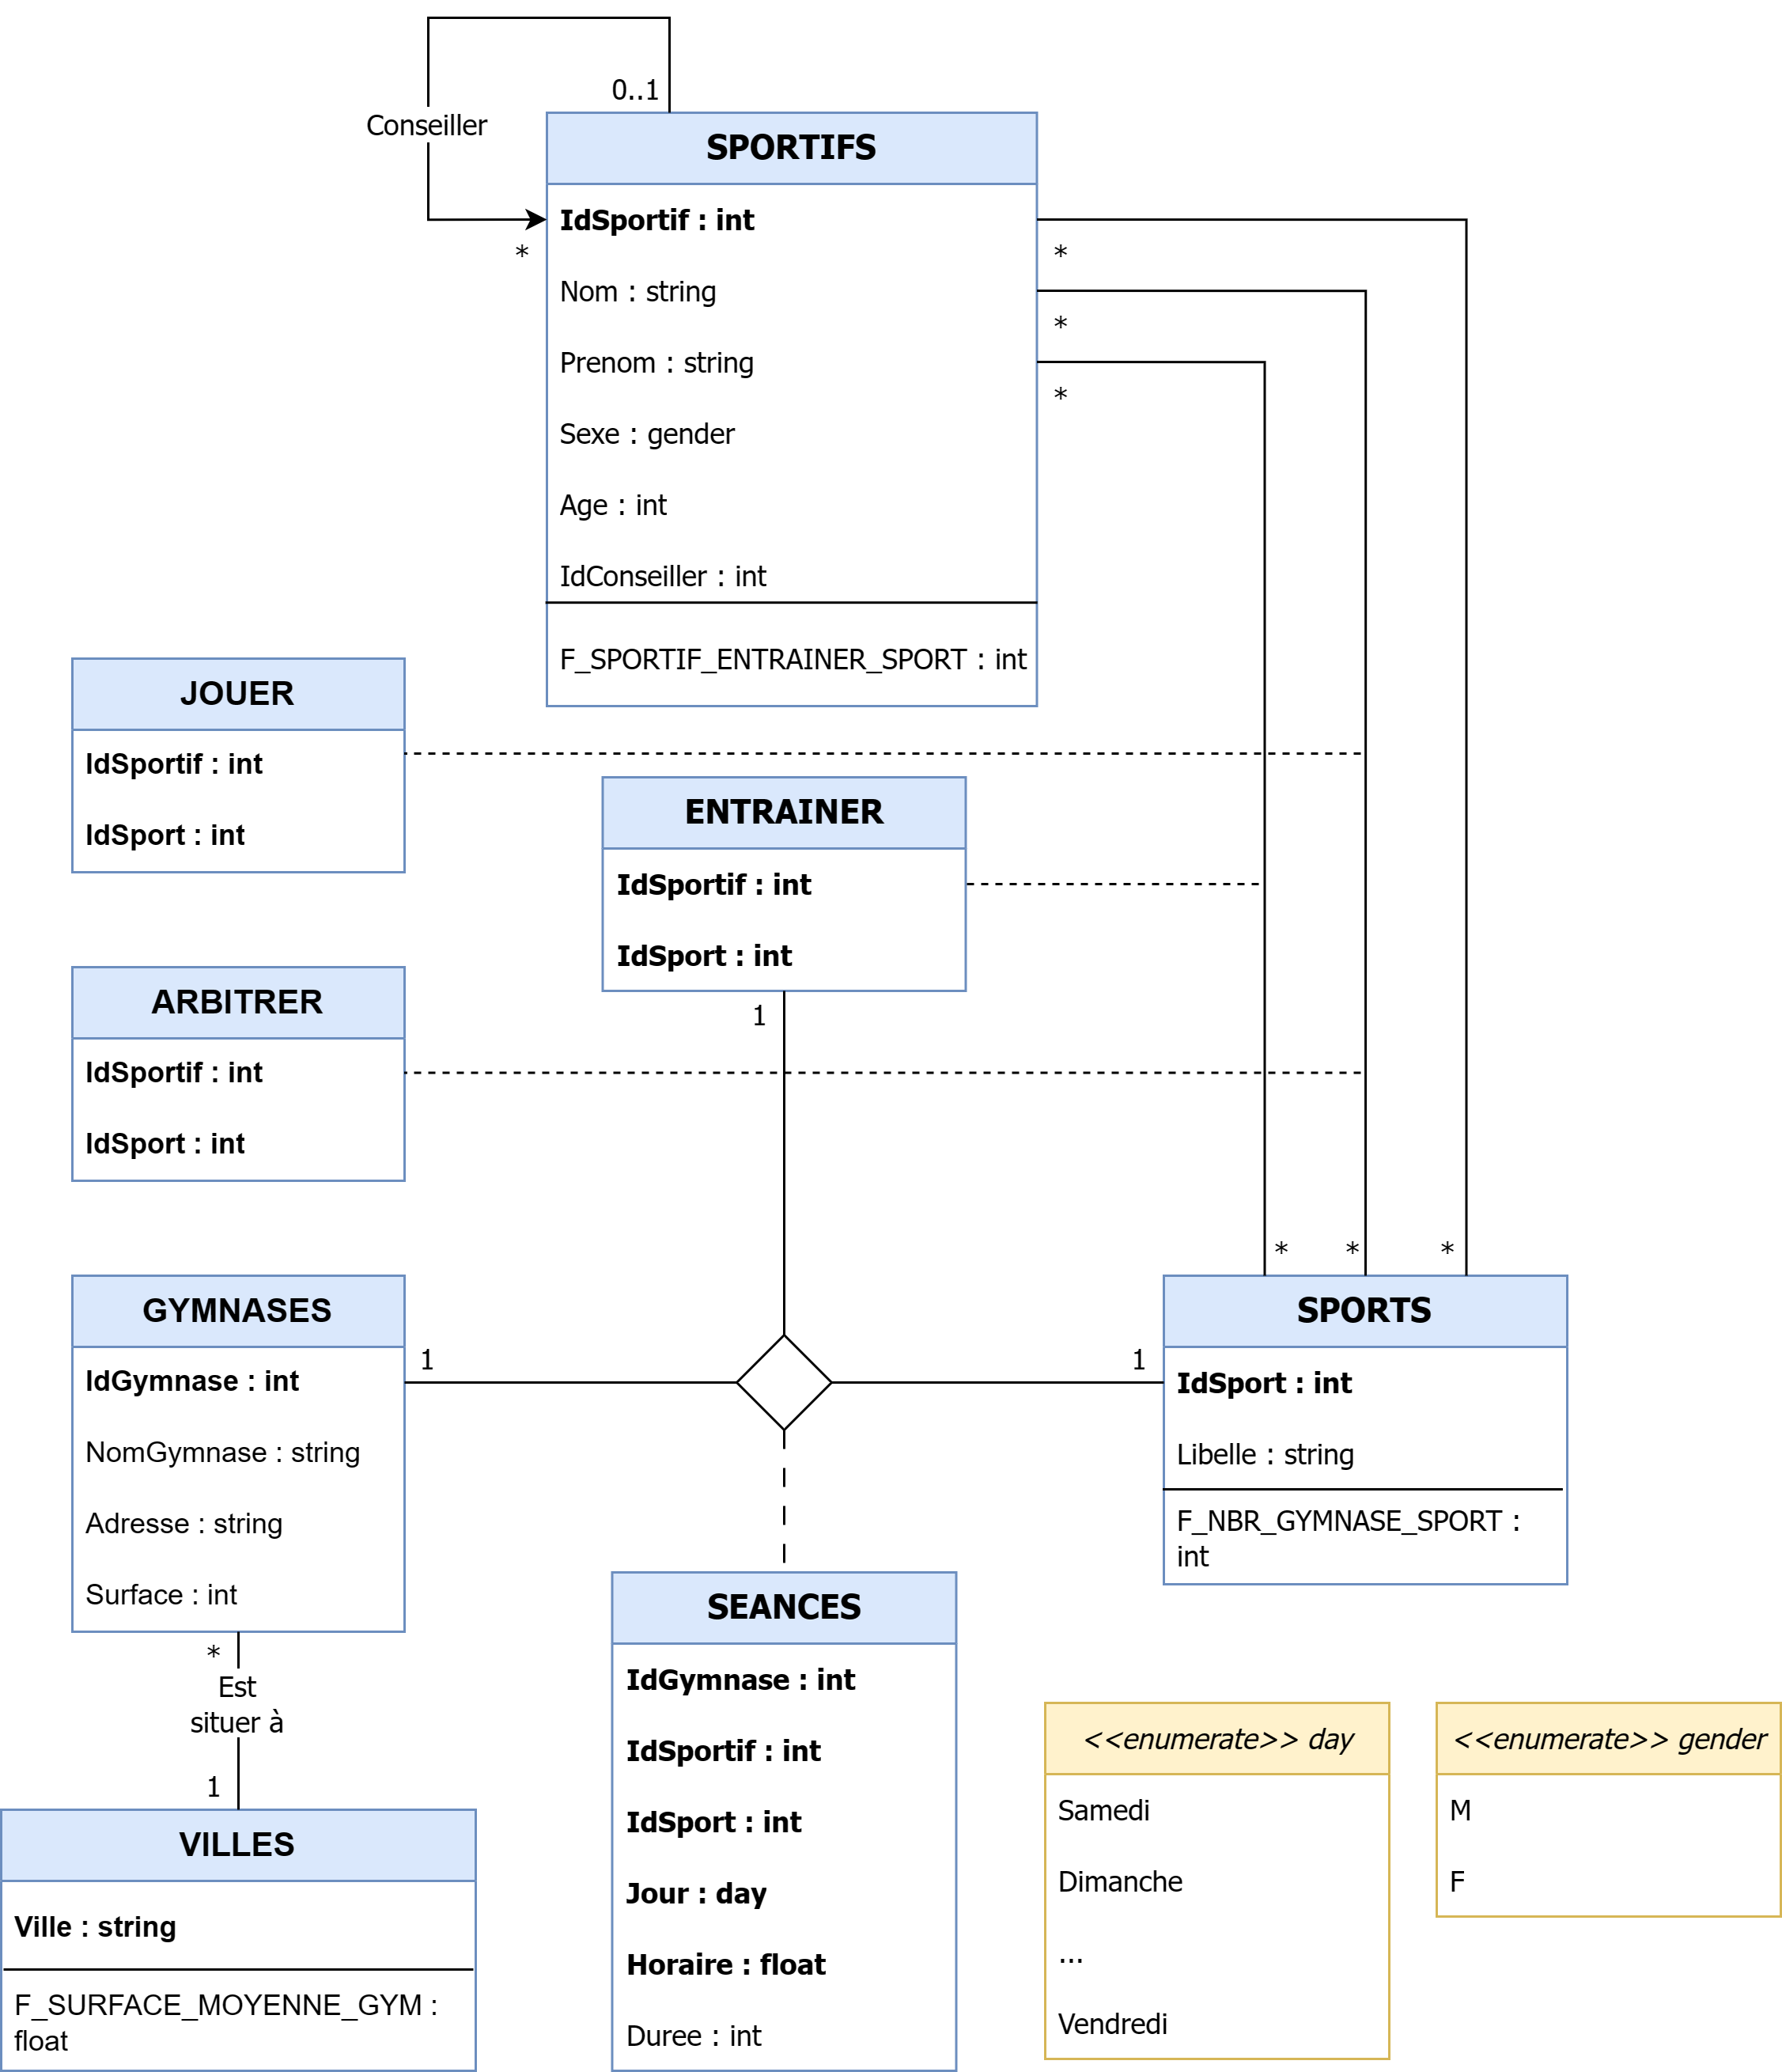 0..1
Conseiller
*
SPORTIFS
IdSportif : int
Nom : string
Prenom : string
Sexe : gender
Age : int
IdConseiller : int
F_SPORTIF_ENTRAINER_SPORT : int
*
*
*
JOUER
IdSportif : int
IdSport : int
ENTRAINER
IdSportif : int
IdSport : int
1
ARBITRER
IdSportif : int
IdSport : int
* * *
GYMNASES
IdGymnase : int
NomGymnase : string
Adresse : string
Surface : int
1
1
SPORTS
IdSport : int
Libelle : string
F_NBR_GYMNASE_SPORT :
int
*
Est
situer à
1
VILLES
Ville : string
F_SURFACE_MOYENNE_GYM :
float
SEANCES
IdGymnase : int
IdSportif : int
IdSport : int
Jour : day
Horaire : float
Duree : int
<<enumerate>> day
Samedi
Dimanche
...
Vendredi
<<enumerate>> gender
M
F